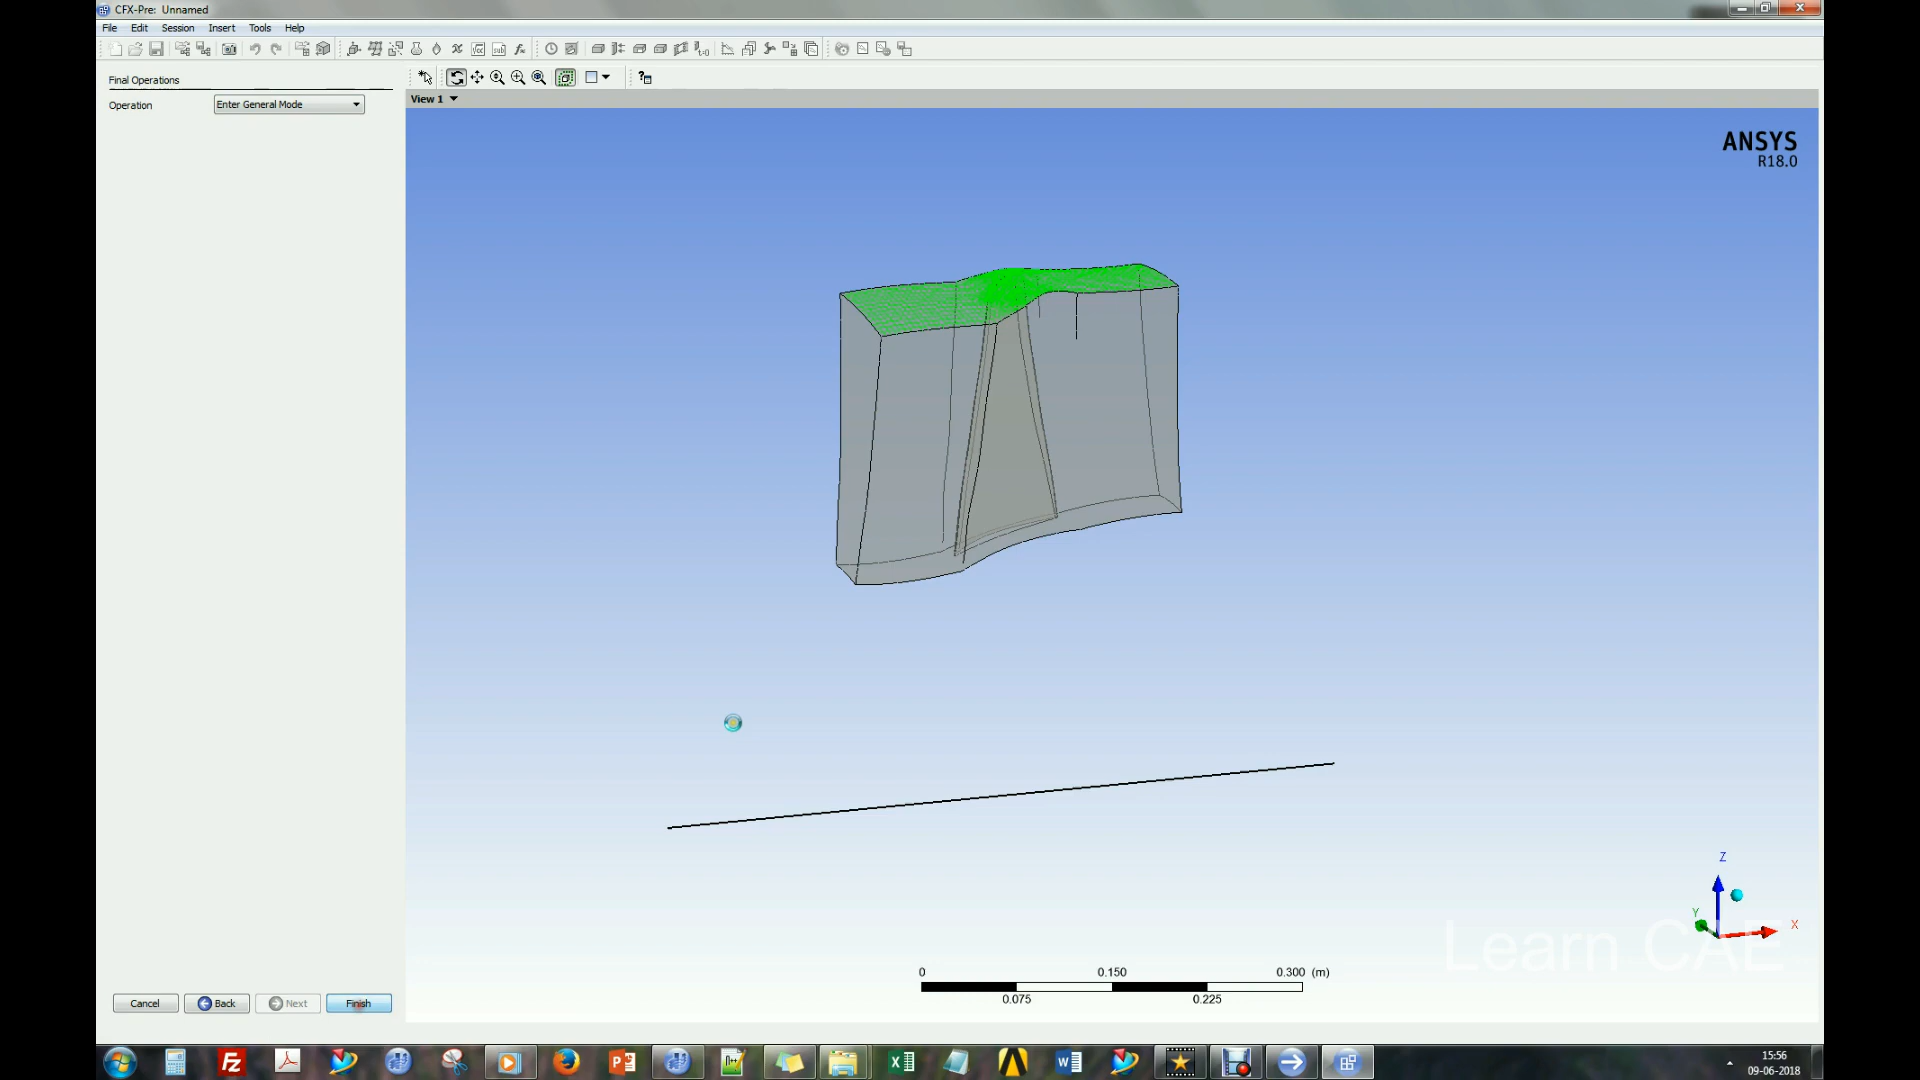 CFX-Pre: Unnamed
File Edit Session Insert Tools Help
Final Operations
Operation Enter General Mode
View 1
ANSYS
R18.0
Z
Y
X
Learn CAE
0 0.150 0.300 (m)
0.075 0.225
Cancel Back Next Finish
15:56
09-06-2018